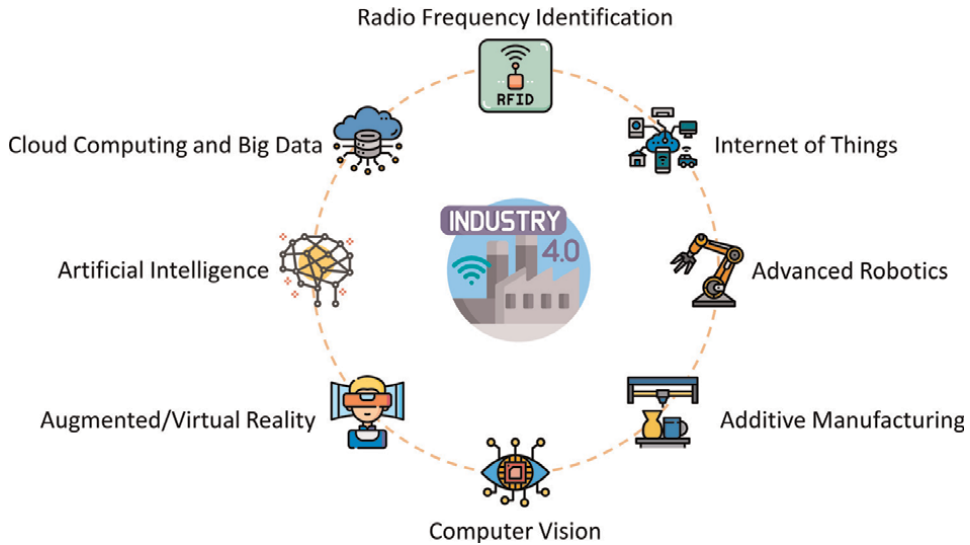 Radio Frequency Identification
RFID
Cloud Computing and Big Data
Internet of Things
INDUSTRY
4.0
Artificial Intelligence
Advanced Robotics
Augmented/Virtual Reality
Additive Manufacturing
Computer Vision